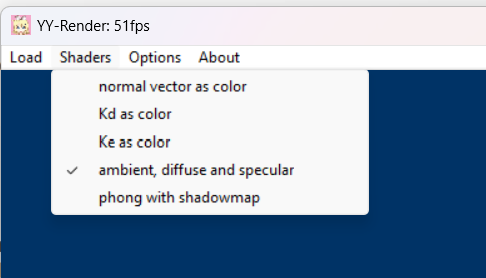 YY-Render: 51fps
Load Shaders Options About
normal vector as color
Kd as color
Ke as color
ambient, diffuse and specular
phong with shadowmap